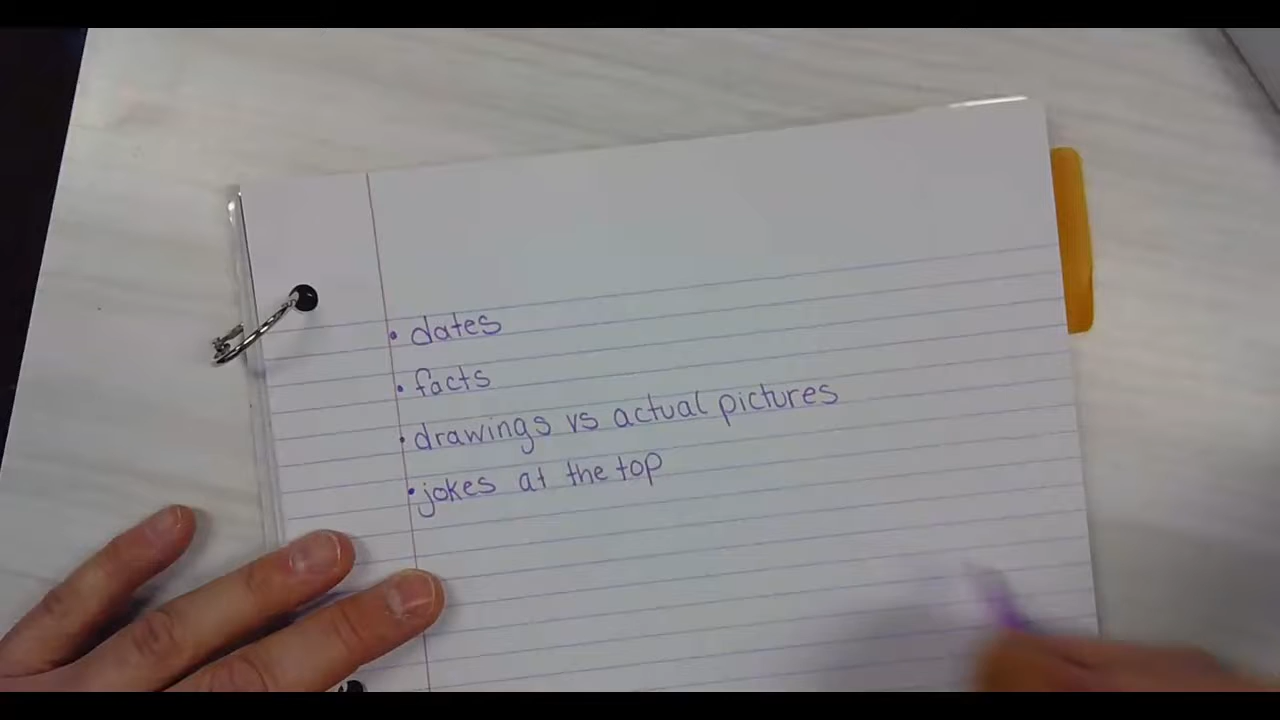 • dates
• facts
• drawings vs actual pictures
• jokes at the top